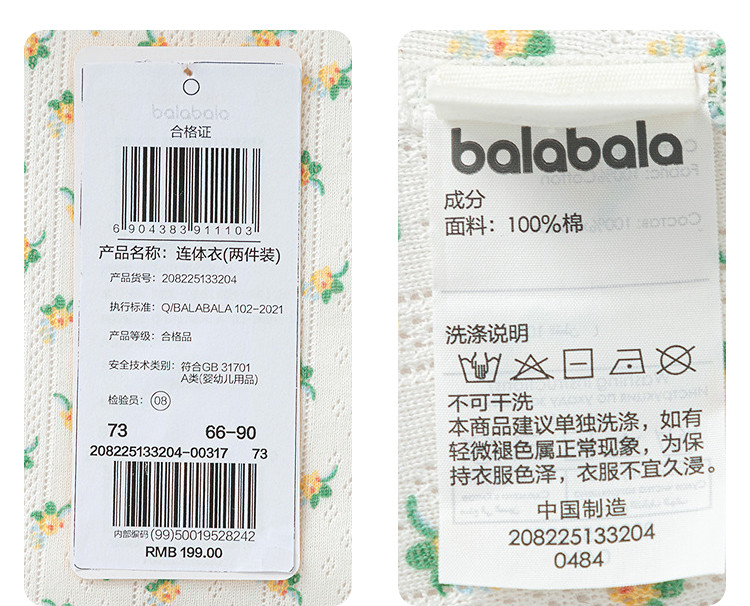 balabala
合格证
6 904383 911103
产品名称：连体衣(两件装)
产品货号：208225133204
执行标准：Q/BALABALA 102-2021
产品等级：合格品
安全技术类别：符合GB 31701
A类(婴幼儿用品)
检验员：08
73 66-90
208225133204-00317 73
内部编码 (99)50019528242
RMB 199.00
balabala
成分
面料：100%棉
洗涤说明
不可干洗
本商品建议单独洗涤，如有
轻微褪色属正常现象，为保
持衣服色泽，衣服不宜久浸。
中国制造
208225133204
0484